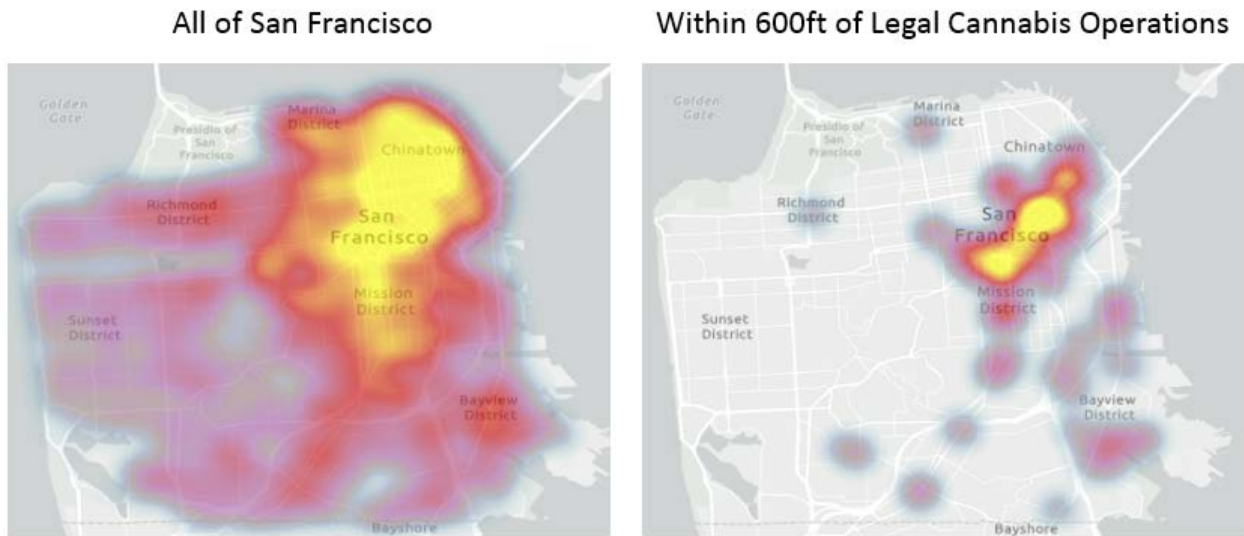 All of San Francisco
Within 600ft of Legal Cannabis Operations
Golden
Gate
Marina
District
Presidio of
San
Francisco
Chinatown
Richmond
District
San
Francisco
Mission
District
Sunset
District
Bayview
District
Bayshore
Golden
Gate
Marina
District
Presidio of
San
Francisco
Chinatown
Richmond
District
San
Francisco
Mission
District
Sunset
District
Bayview
District
Bayshore